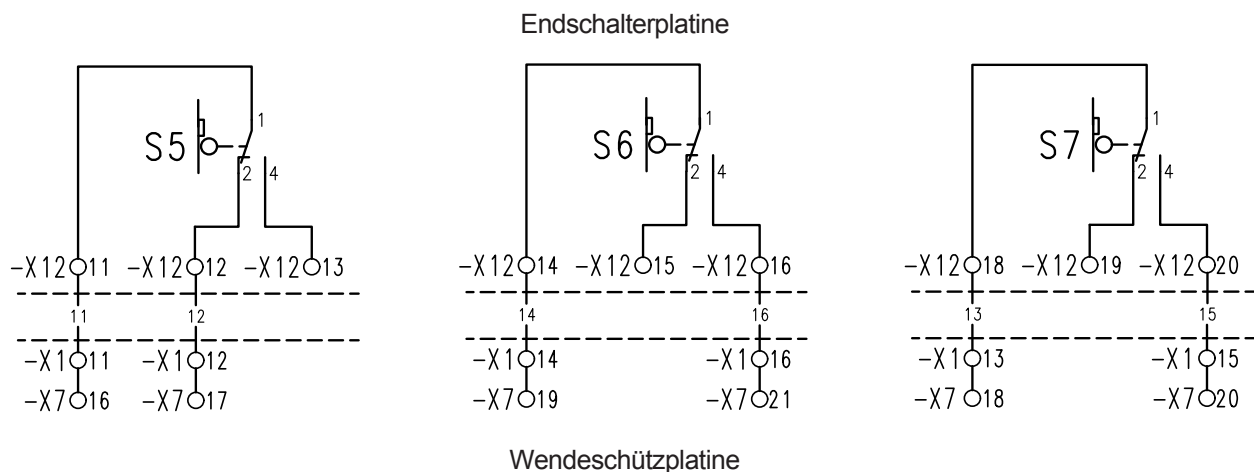 Endschalterplatine
1 1 1
S5 S6 S7
2 4 2 4 2 4
-X12 11 -X12 12 -X12 13 -X12 14 -X12 15 -X12 16 -X12 18 -X12 19 -X12 20
11 12 14 16 13 15
-X1 11 -X1 12 -X1 14 -X1 16 -X1 13 -X1 15
-X7 16 -X7 17 -X7 19 -X7 21 -X7 18 -X7 20
Wendeschützplatine